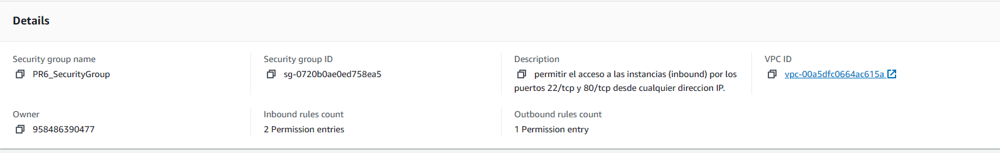 Details
Security group name
PR6_SecurityGroup
Security group ID
sg-0720b0ae0ed758ea5
Description
permitir el acceso a las instancias (inbound) por los
puertos 22/tcp y 80/tcp desde cualquier direccion IP.
VPC ID
vpc-00a5dfc0664ac615a
Owner
958486390477
Inbound rules count
2 Permission entries
Outbound rules count
1 Permission entry